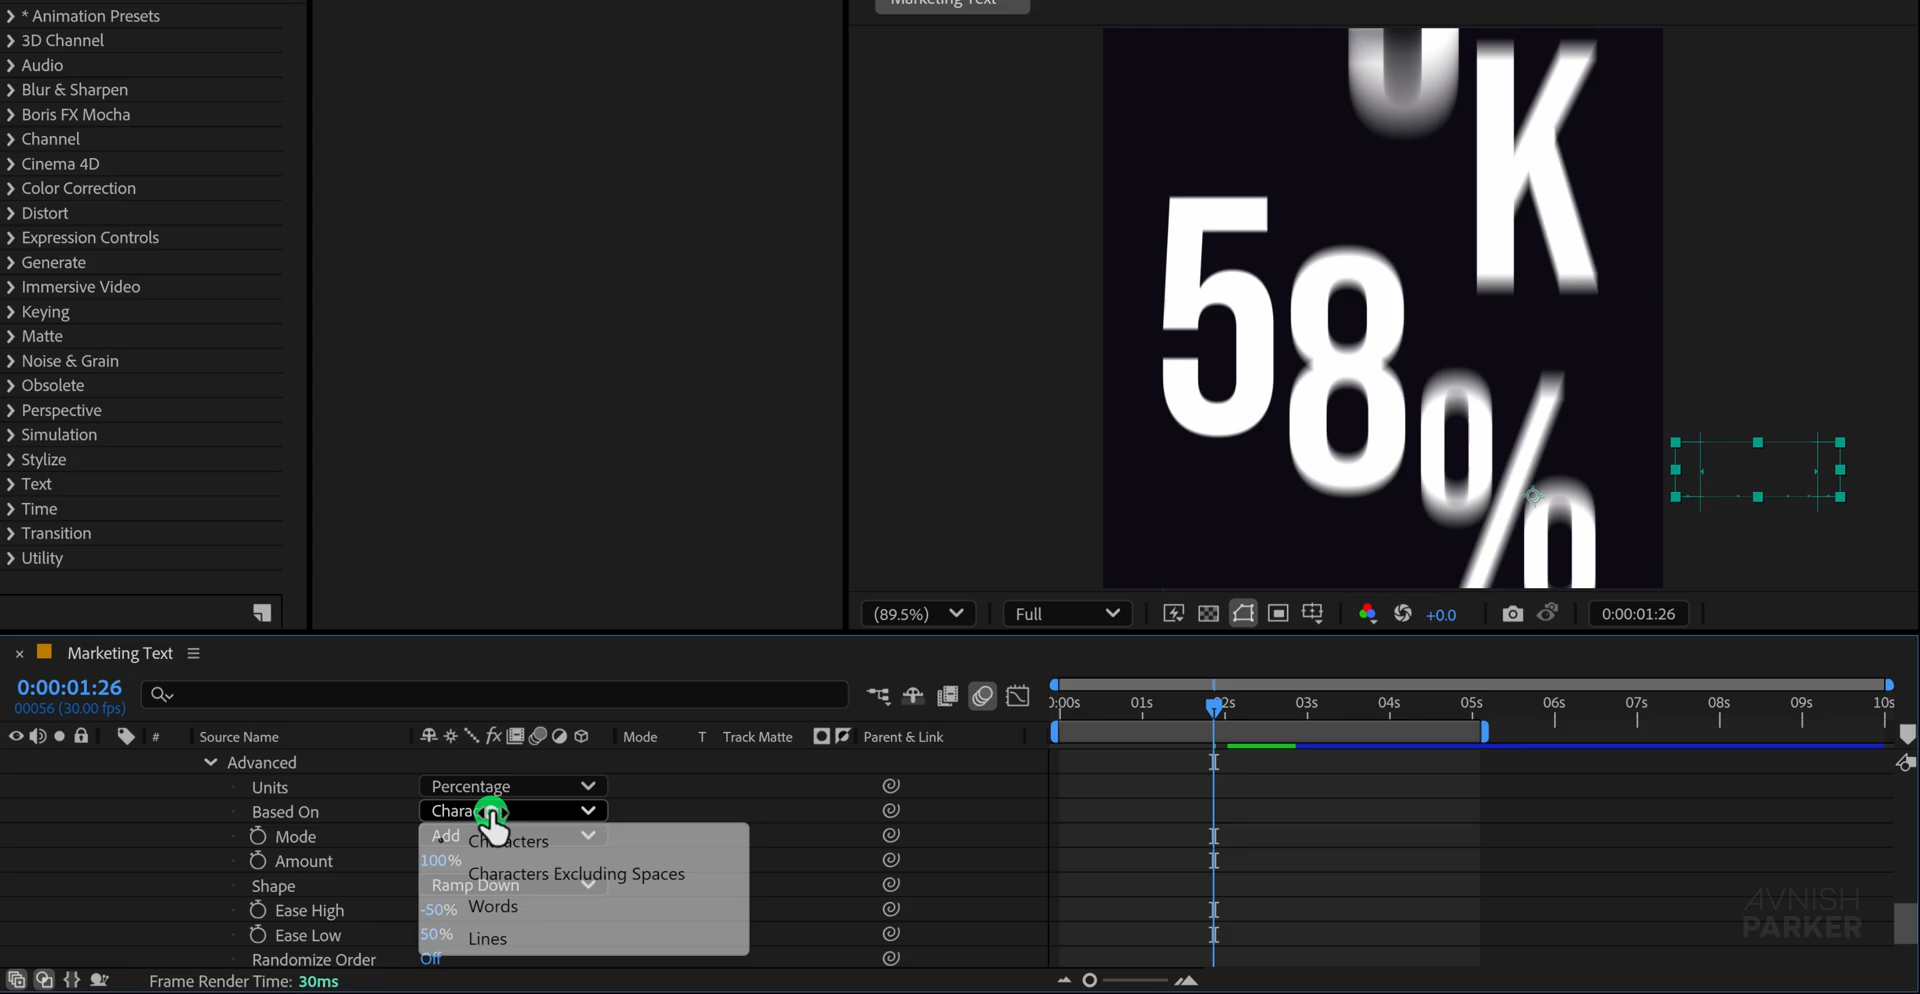 * Animation Presets
3D Channel
Audio
Blur & Sharpen
Boris FX Mocha
Channel
Cinema 4D
Color Correction
Distort
Expression Controls
Generate
Immersive Video
Keying
Matte
Noise & Grain
Obsolete
Perspective
Simulation
Stylize
Text
Time
Transition
Utility
Marketing Text
K
58%
(89.5%)
Full
+0.0
0:00:01:26
Marketing Text
0:00:01:26
00056 (30.00 fps)
# Source Name Mode T Track Matte Parent & Link
:00s 01s 2s 03s 04s 05s 06s 07s 08s 09s 10s
Advanced
Units Percentage
Based On
Mode Add
Characters
Amount 100%
Characters Excluding Spaces
Shape Ramp Down
Words
Ease High -50%
Lines
Ease Low 50%
Randomize Order Off
Frame Render Time: 30ms
AVNISH
PARKER